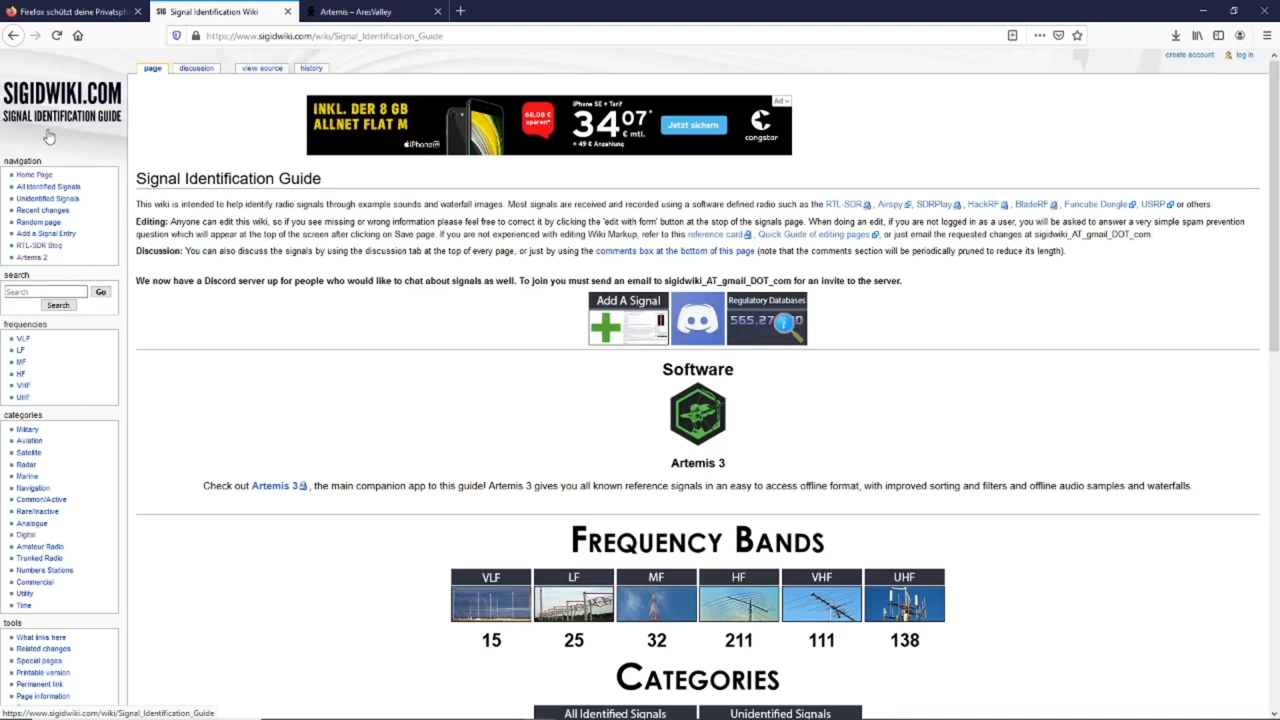 Firefox schützt deine Privatsph
Signal Identification Wiki
Artemis – AresValley
https://www.sigidwiki.com/wiki/Signal_Identification_Guide
create account
log in
page
discussion
view source
history
SIGIDWIKI.COM
SIGNAL IDENTIFICATION GUIDE
navigation
Home Page
All Identified Signals
Unidentified Signals
Recent changes
Random page
Add a Signal Entry
RTL-SDR Blog
Artemis 2
search
Search
Go
Search
frequencies
VLF
LF
MF
HF
VHF
UHF
categories
Military
Aviation
Satellite
Radar
Marine
Navigation
Common/Active
Rare/Inactive
Analogue
Digital
Amateur Radio
Trunked Radio
Numbers Stations
Commercial
Utility
Time
tools
What links here
Related changes
Special pages
Printable version
Permanent link
Page information
INKL. DER 8 GB
ALLNET FLAT M
iPhone
68,08 €
sparen*
iPhone SE + Tarif
34,07*
€ mtl.
+ 49 € Anzahlung
Jetzt sichern
congstar
Ad
Signal Identification Guide
This wiki is intended to help identify radio signals through example sounds and waterfall images. Most signals are received and recorded using a software defined radio such as the RTL-SDR, Airspy, SDRPlay, HackRF, BladeRF, Funcube Dongle, USRP or others.
Editing: Anyone can edit this wiki, so if you see missing or wrong information please feel free to correct it by clicking the 'edit with form' button at the stop of signals page. When doing an edit, if you are not logged in as a user, you will be asked to answer a very simple spam prevention
question which will appear at the top of the screen after clicking on Save page. If you are not experienced with editing Wiki Markup, refer to this reference card, Quick Guide of editing pages, or just email the requested changes at sigidwiki_AT_gmail_DOT_com.
Discussion: You can also discuss the signals by using the discussion tab at the top of every page, or just by using the comments box at the bottom of this page (note that the comments section will be periodically pruned to reduce its length).
We now have a Discord server up for people who would like to chat about signals as well. To join you must send an email to sigidwiki_AT_gmail_DOT_com for an invite to the server.
Add A Signal
Regulatory Databases
Software
Artemis 3
Check out Artemis 3, the main companion app to this guide! Artemis 3 gives you all known reference signals in an easy to access offline format, with improved sorting and filters and offline audio samples and waterfalls.
FREQUENCY BANDS
VLF LF MF HF VHF UHF
15 25 32 211 111 138
CATEGORIES
All Identified Signals
Unidentified Signals
https://www.sigidwiki.com/wiki/Signal_Identification_Guide